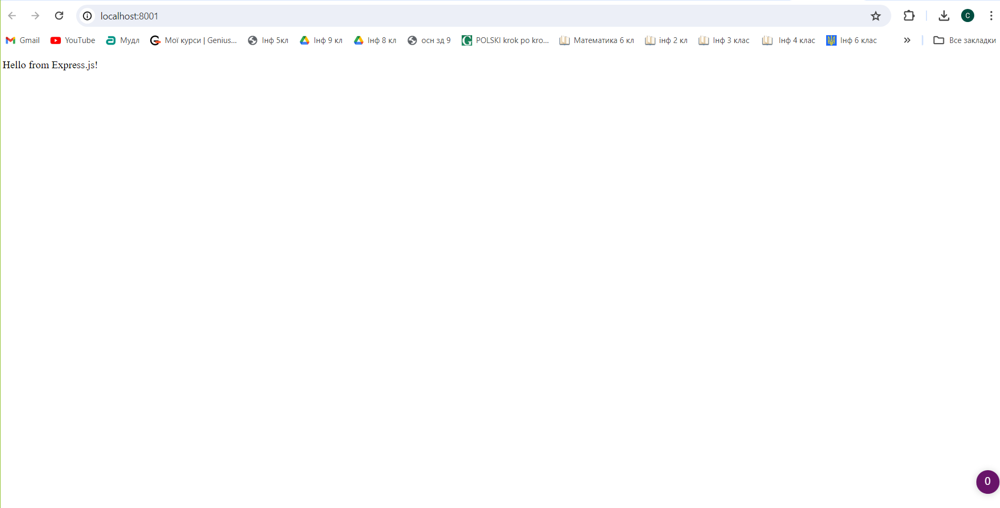 localhost:8001
C
Gmail YouTube Мудл Мої курси | Genius... Інф 5кл Інф 9 кл Інф 8 кл осн зд 9 POLSKI krok po kro... Математика 6 кл інф 2 кл Інф 3 клас Інф 4 клас Інф 6 клас » Все закладки
Hello from Express.js!
0